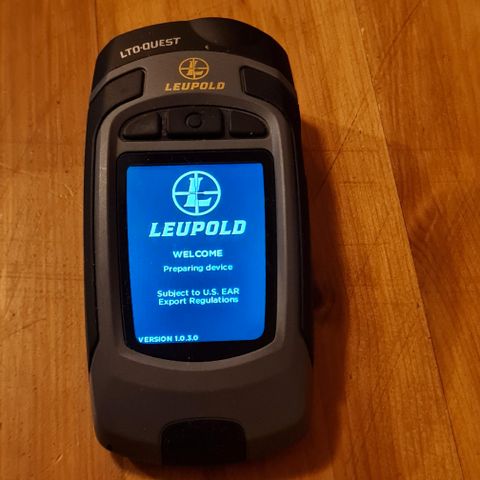 LTO·QUEST
LEUPOLD
LEUPOLD
WELCOME
Preparing device
Subject to U.S. EAR
Export Regulations
VERSION 1.0.3.0